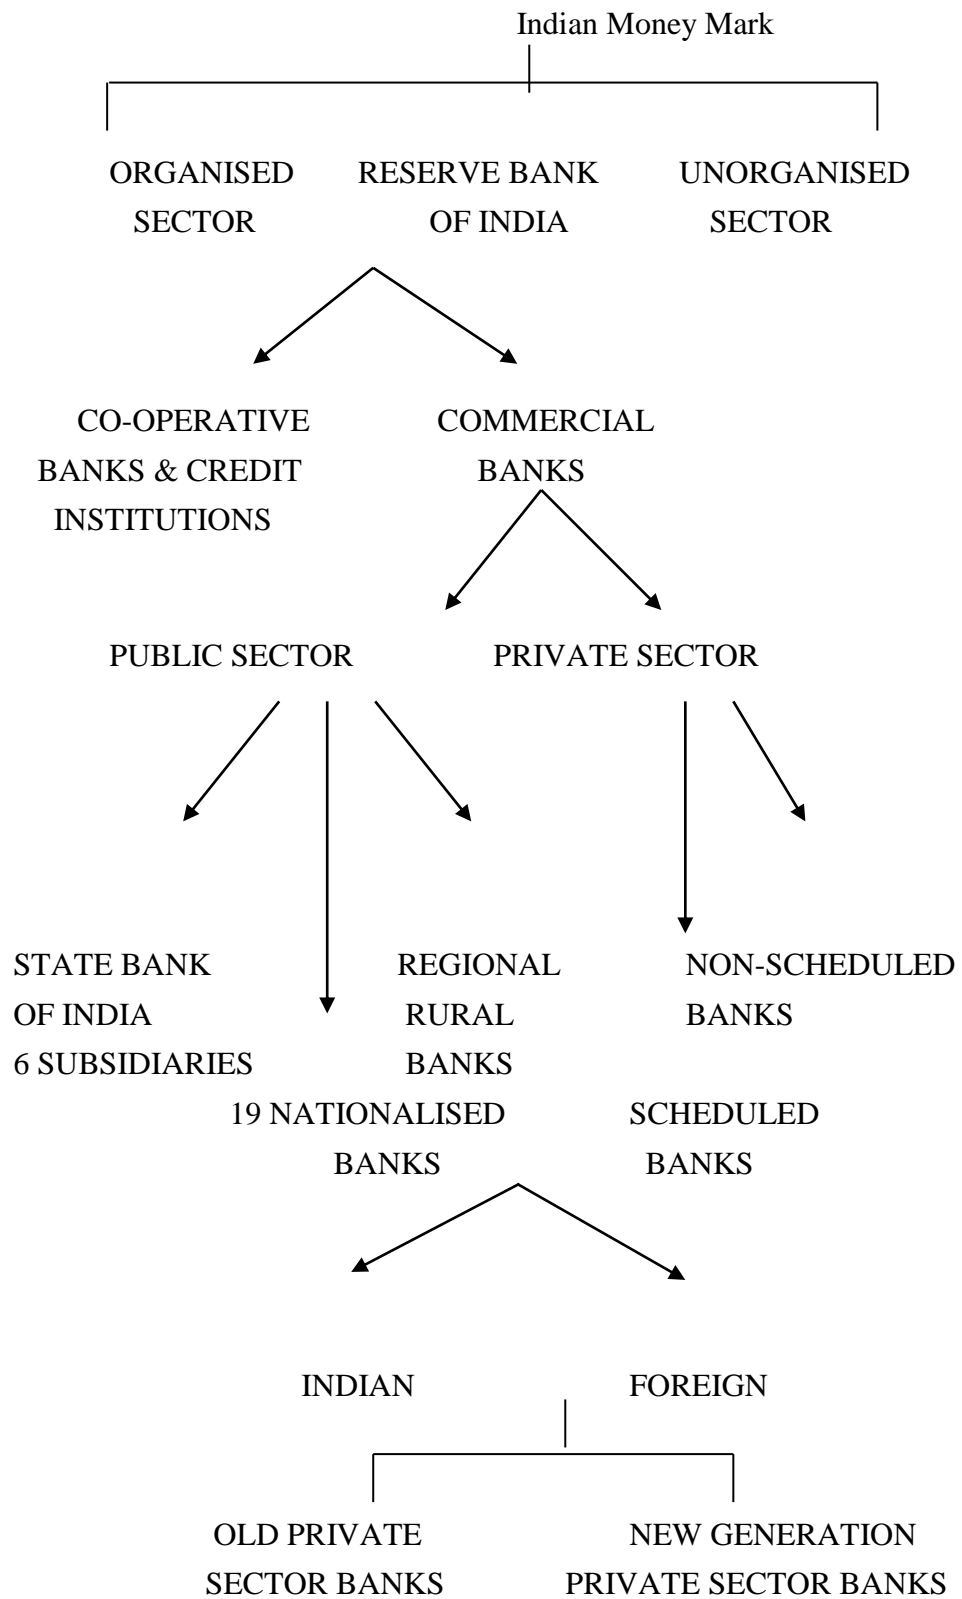 Indian Money Mark
ORGANISED RESERVE BANK UNORGANISED
SECTOR OF INDIA SECTOR
CO-OPERATIVE COMMERCIAL
BANKS & CREDIT BANKS
INSTITUTIONS
PUBLIC SECTOR PRIVATE SECTOR
STATE BANK REGIONAL NON-SCHEDULED
OF INDIA RURAL BANKS
6 SUBSIDIARIES BANKS
19 NATIONALISED SCHEDULED
BANKS BANKS
INDIAN FOREIGN
OLD PRIVATE NEW GENERATION
SECTOR BANKS PRIVATE SECTOR BANKS